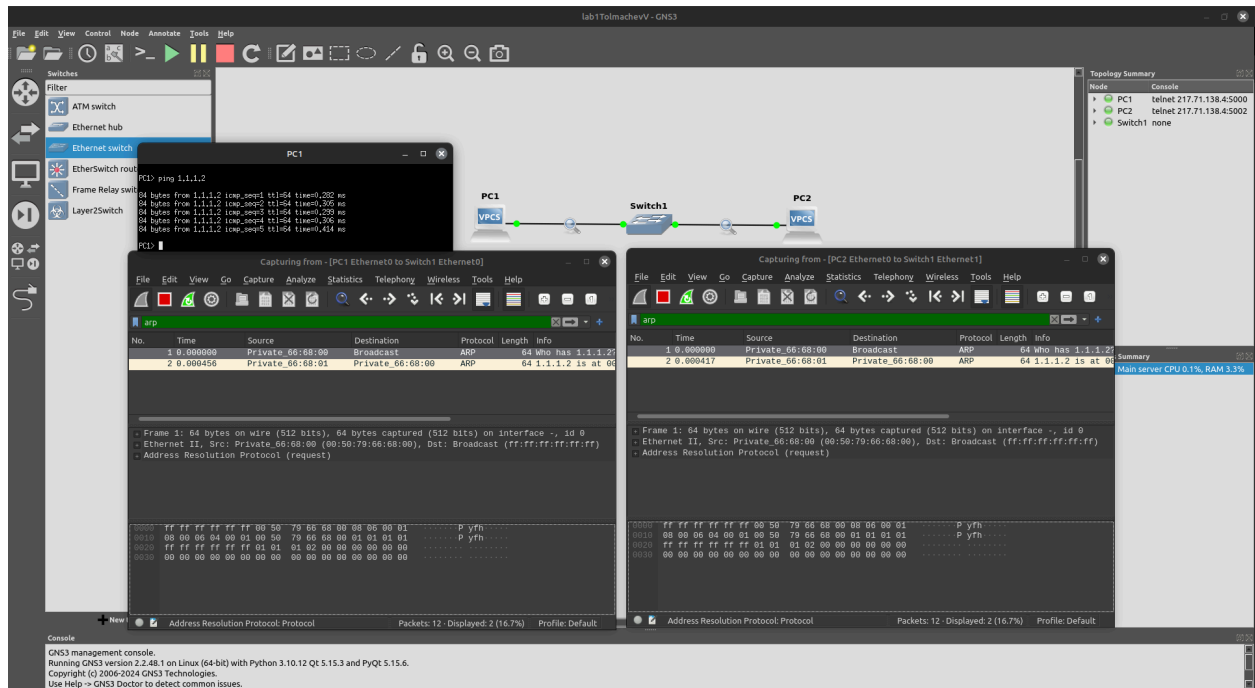 lab1TolmachevV - GNS3
File Edit View Control Node Annotate Tools Help
Switches
Filter
ATM switch
Ethernet hub
Ethernet switch
EtherSwitch rout
Frame Relay swit
Layer2Switch
PC1
PC1> ping 1.1.1.2
84 bytes from 1.1.1.2 icmp_seq=1 ttl=64 time=0.282 ms
84 bytes from 1.1.1.2 icmp_seq=2 ttl=64 time=0.305 ms
84 bytes from 1.1.1.2 icmp_seq=3 ttl=64 time=0.299 ms
84 bytes from 1.1.1.2 icmp_seq=4 ttl=64 time=0.306 ms
84 bytes from 1.1.1.2 icmp_seq=5 ttl=64 time=0.414 ms
PC1>
PC1
VPCS
Switch1
PC2
VPCS
Topology Summary
Node Console
PC1 telnet 217.71.138.4:5000
PC2 telnet 217.71.138.4:5002
Switch1 none
Capturing from - [PC1 Ethernet0 to Switch1 Ethernet0]
File Edit View Go Capture Analyze Statistics Telephony Wireless Tools Help
arp
No. Time Source Destination Protocol Length Info
1 0.000000 Private_66:68:00 Broadcast ARP 64 Who has 1.1.1.2?
2 0.000456 Private_66:68:01 Private_66:68:00 ARP 64 1.1.1.2 is at 00
Frame 1: 64 bytes on wire (512 bits), 64 bytes captured (512 bits) on interface -, id 0
Ethernet II, Src: Private_66:68:00 (00:50:79:66:68:00), Dst: Broadcast (ff:ff:ff:ff:ff:ff)
Address Resolution Protocol (request)
0000 ff ff ff ff ff ff 00 50 79 66 68 00 08 06 00 01 ·······P yfh·····
0010 08 00 06 04 00 01 00 50 79 66 68 00 01 01 01 01 ·······P yfh·····
0020 ff ff ff ff ff ff 01 01 01 02 00 00 00 00 00 00
0030 00 00 00 00 00 00 00 00 00 00 00 00 00 00 00 00
Address Resolution Protocol: Protocol Packets: 12 · Displayed: 2 (16.7%) Profile: Default
Capturing from - [PC2 Ethernet0 to Switch1 Ethernet1]
File Edit View Go Capture Analyze Statistics Telephony Wireless Tools Help
arp
No. Time Source Destination Protocol Length Info
1 0.000000 Private_66:68:00 Broadcast ARP 64 Who has 1.1.1.2?
2 0.000417 Private_66:68:01 Private_66:68:00 ARP 64 1.1.1.2 is at 00
Frame 1: 64 bytes on wire (512 bits), 64 bytes captured (512 bits) on interface -, id 0
Ethernet II, Src: Private_66:68:00 (00:50:79:66:68:00), Dst: Broadcast (ff:ff:ff:ff:ff:ff)
Address Resolution Protocol (request)
0000 ff ff ff ff ff ff 00 50 79 66 68 00 08 06 00 01 ·······P yfh·····
0010 08 00 06 04 00 01 00 50 79 66 68 00 01 01 01 01 ·······P yfh·····
0020 ff ff ff ff ff ff 01 01 01 02 00 00 00 00 00 00
0030 00 00 00 00 00 00 00 00 00 00 00 00 00 00 00 00
Address Resolution Protocol: Protocol Packets: 12 · Displayed: 2 (16.7%) Profile: Default
Summary
Main server CPU 0.1%, RAM 3.3%
New
Console
GNS3 management console.
Running GNS3 version 2.2.48.1 on Linux (64-bit) with Python 3.10.12 Qt 5.15.3 and PyQt 5.15.6.
Copyright (c) 2006-2024 GNS3 Technologies.
Use Help -> GNS3 Doctor to detect common issues.